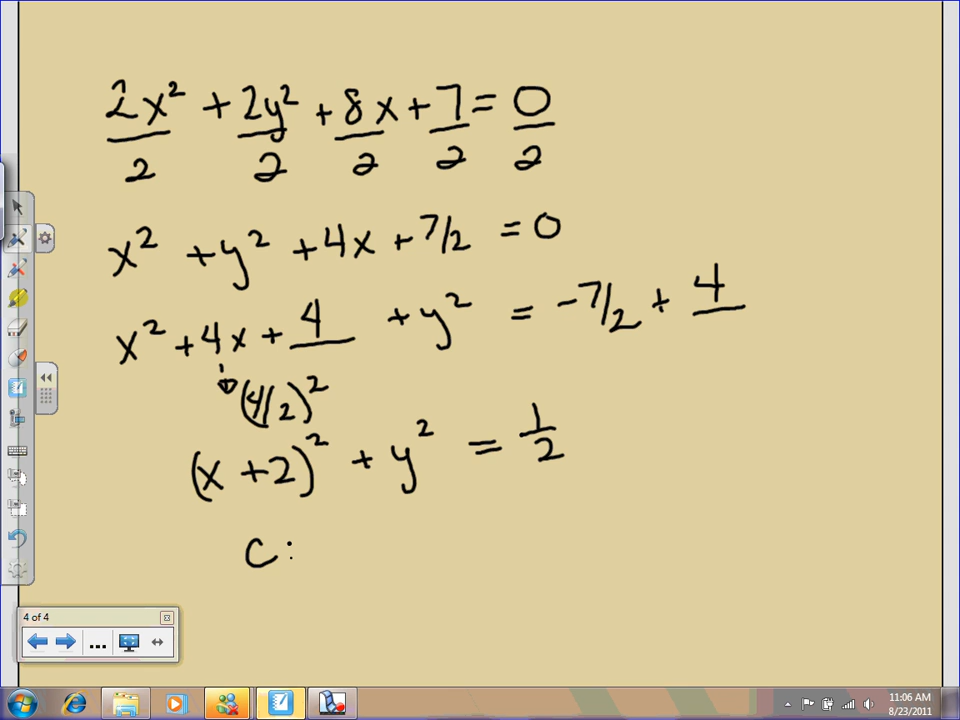 2x² + 2y² + 8x + 7 = 0
2 2 2 2 2
x² + y² + 4x + 7/2 = 0
x² + 4x + 4 + y² = -7/2 + 4
(4/2)²
(x + 2)² + y² = 1/2
C:
4 of 4
...
11:06 AM
8/23/2011